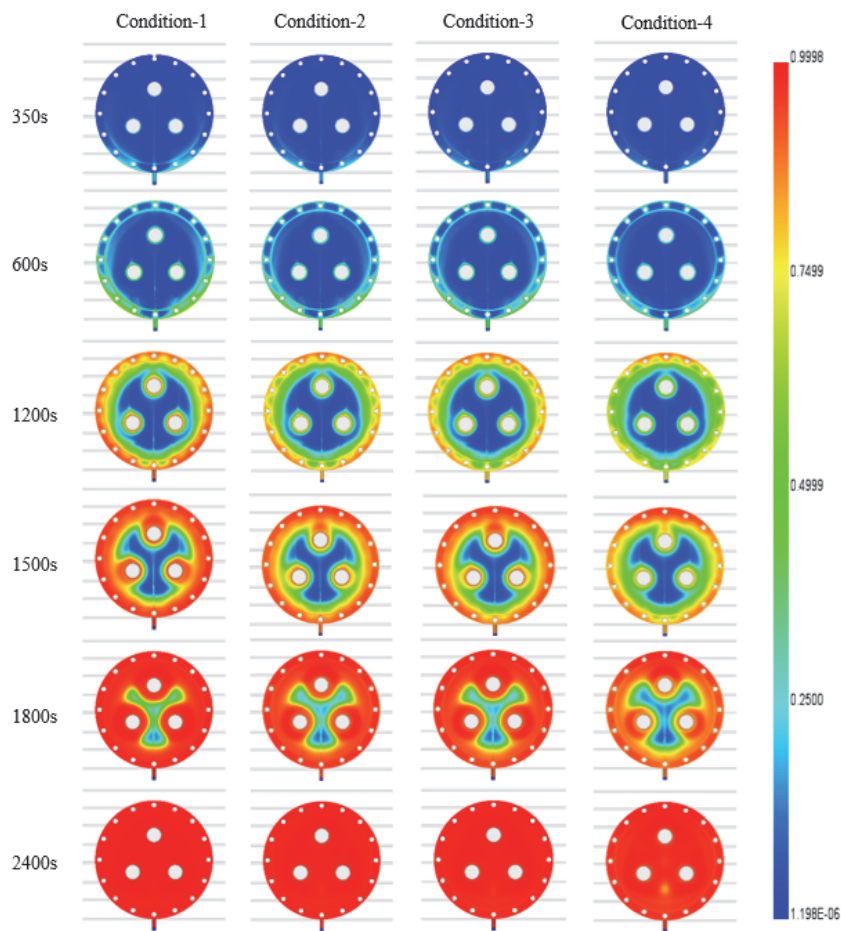 Condition-1 Condition-2 Condition-3 Condition-4
0.9998
350s
0.7499
600s
1200s
0.4999
1500s
0.2500
1800s
2400s
1.198E-06